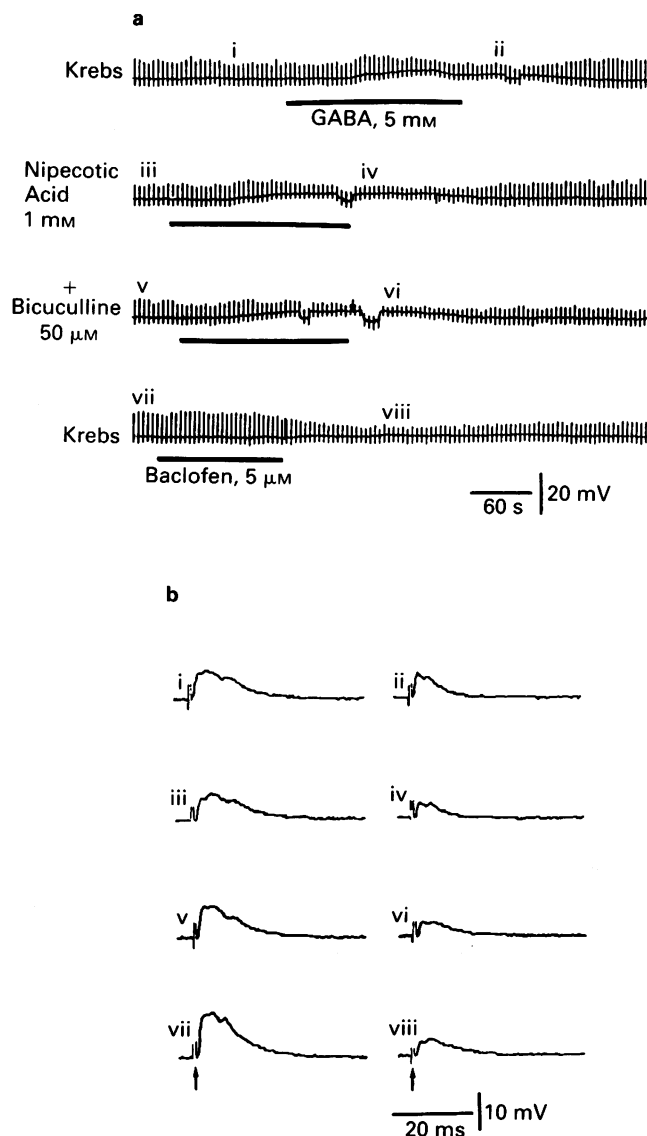 a
i ii
Krebs
GABA, 5 mM
iii iv
Nipecotic
Acid
1 mM
v vi
+
Bicuculline
50 μM
vii viii
Krebs
Baclofen, 5 μM
60 s 20 mV
b
i ii
iii iv
v vi
vii viii
20 ms 10 mV